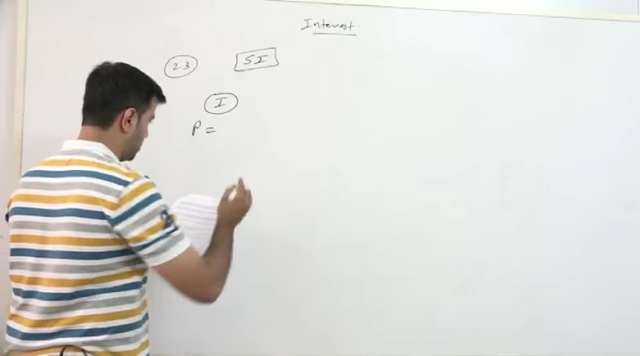 Interest
23 SI
I
P =